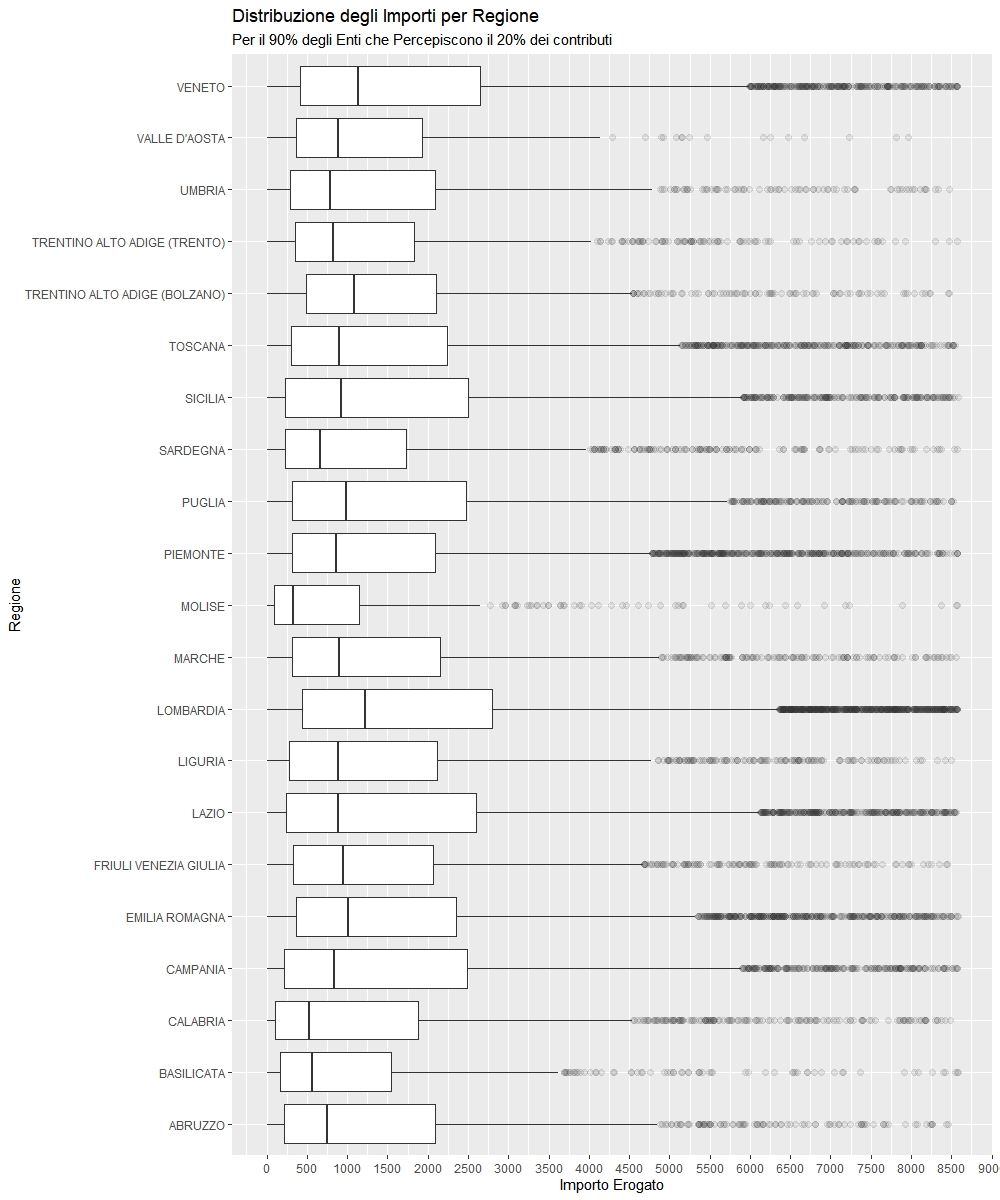 Distribuzione degli Importi per Regione
Per il 90% degli Enti che Percepiscono il 20% dei contributi
Regione
VENETO
VALLE D'AOSTA
UMBRIA
TRENTINO ALTO ADIGE (TRENTO)
TRENTINO ALTO ADIGE (BOLZANO)
TOSCANA
SICILIA
SARDEGNA
PUGLIA
PIEMONTE
MOLISE
MARCHE
LOMBARDIA
LIGURIA
LAZIO
FRIULI VENEZIA GIULIA
EMILIA ROMAGNA
CAMPANIA
CALABRIA
BASILICATA
ABRUZZO
0 500 1000 1500 2000 2500 3000 3500 4000 4500 5000 5500 6000 6500 7000 7500 8000 8500 900
Importo Erogato